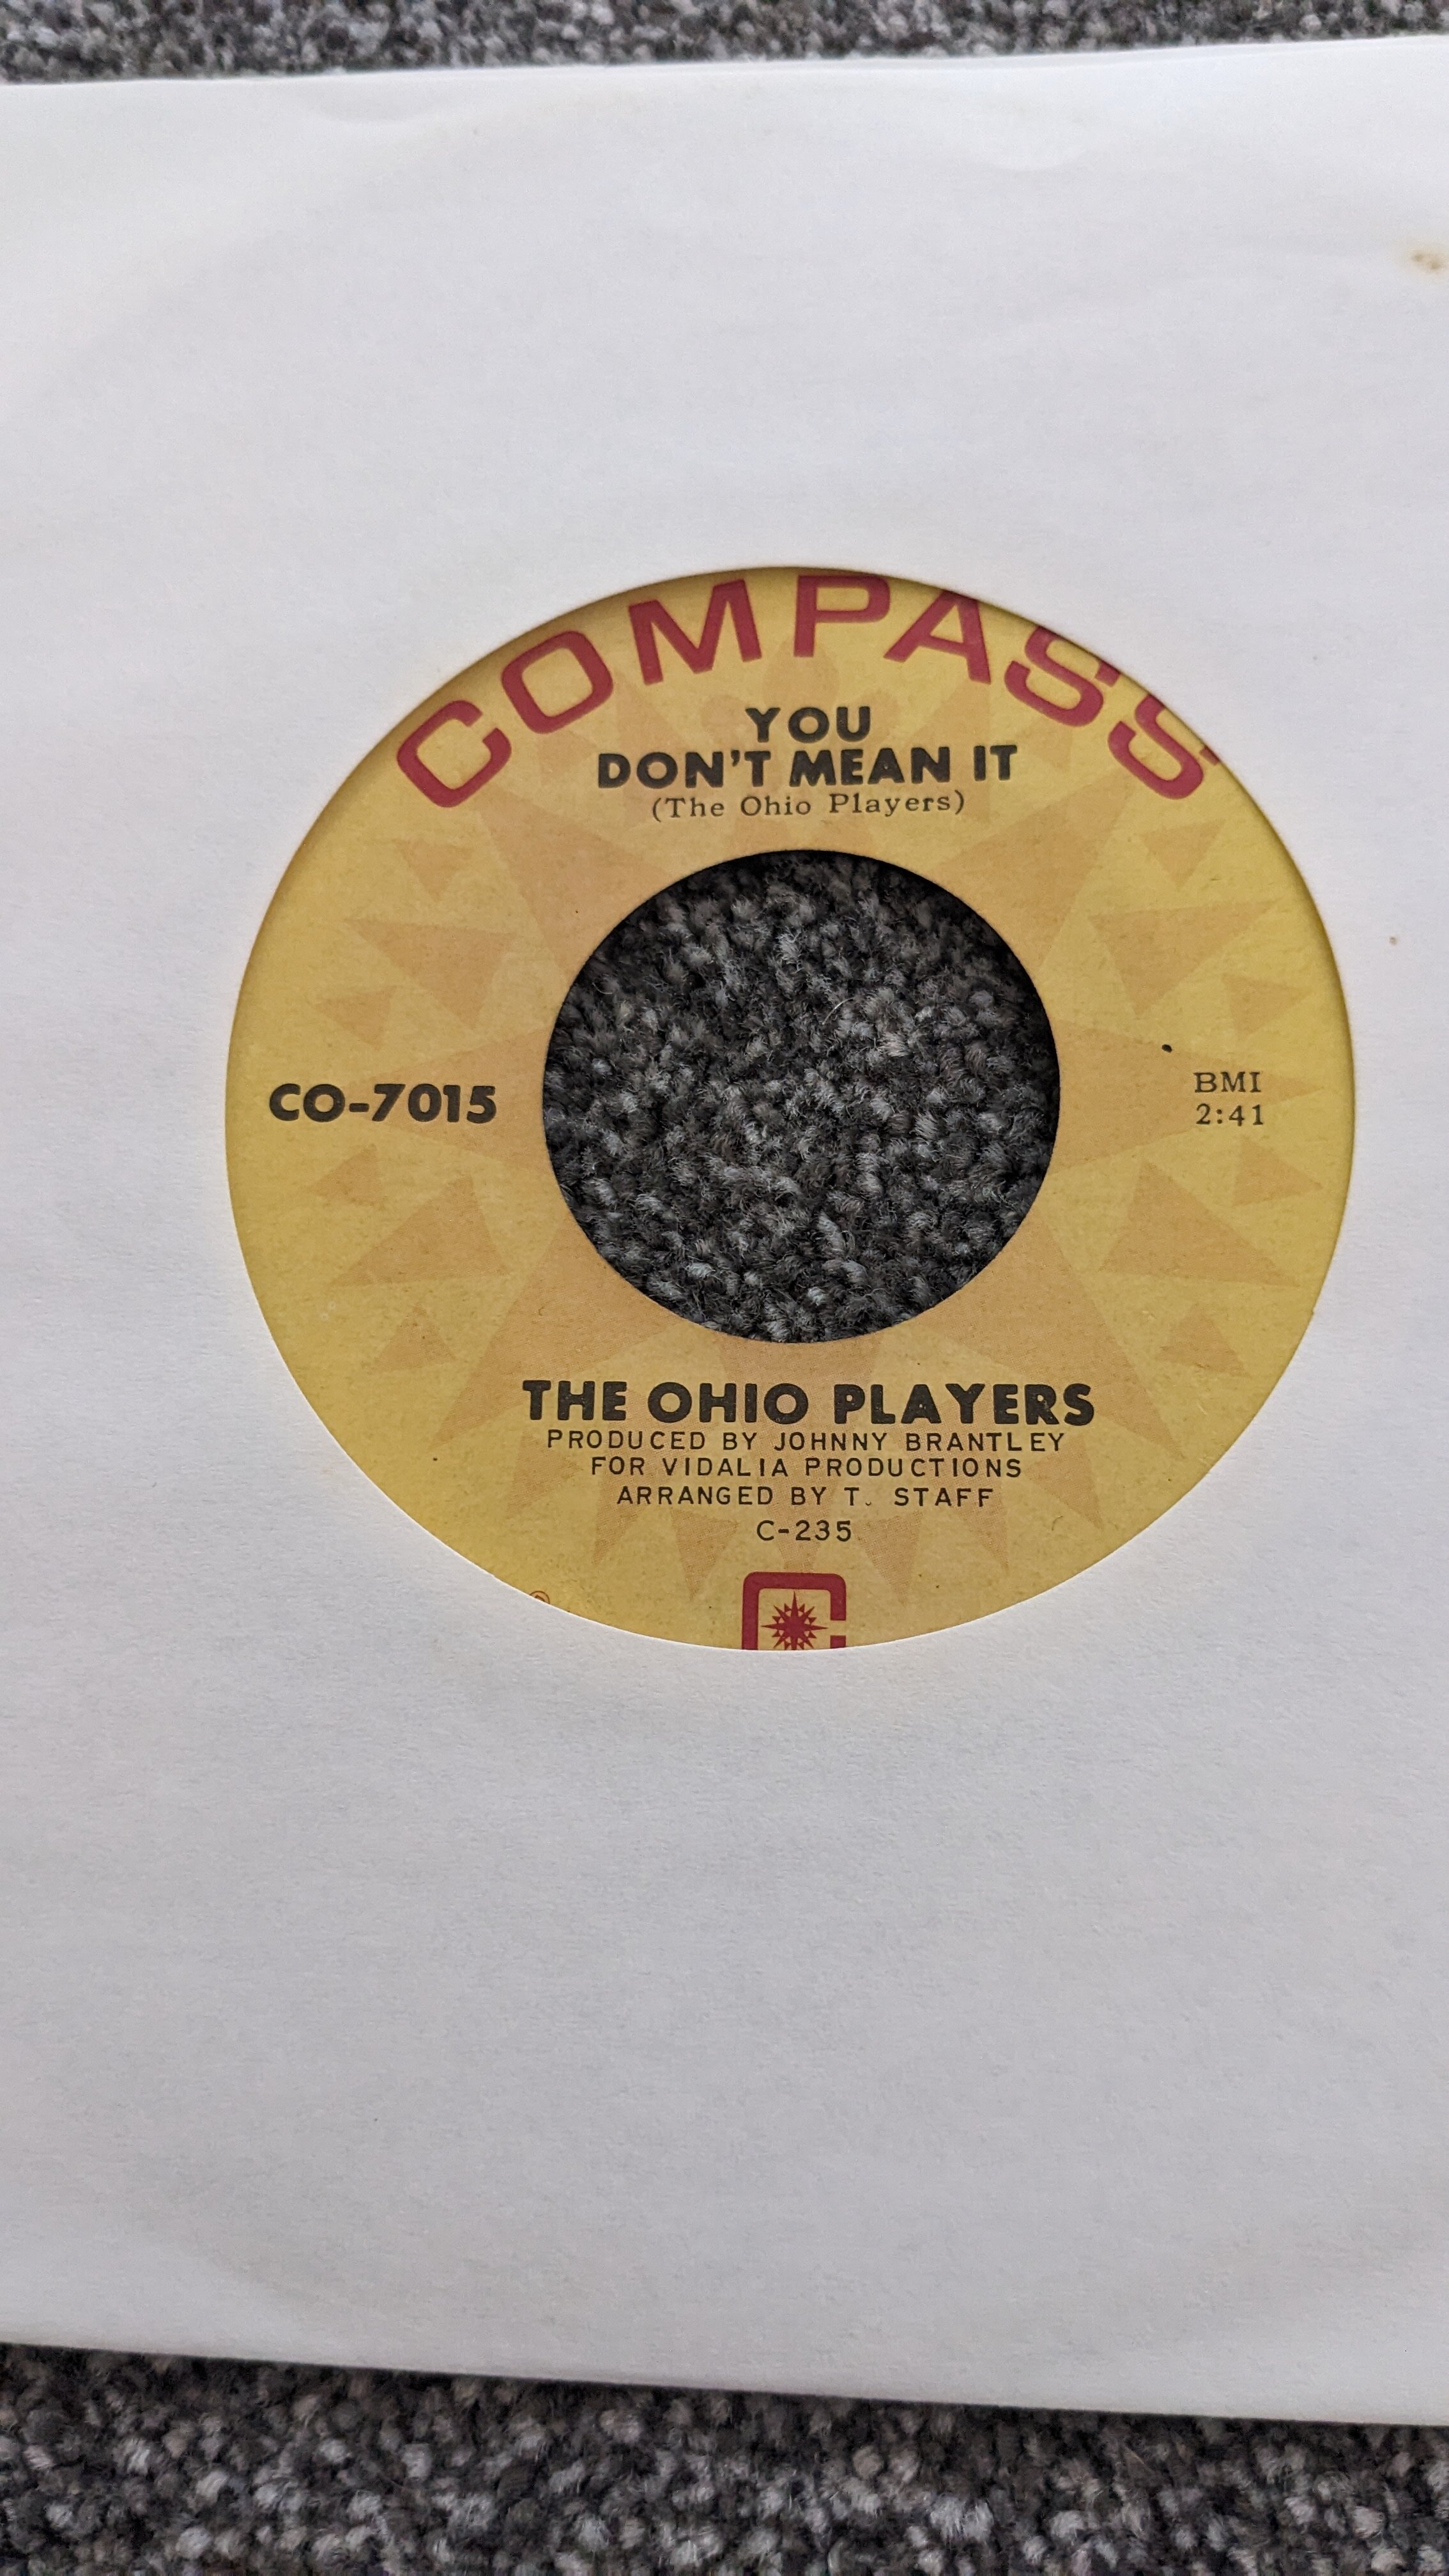 COMPASS
YOU
DON'T MEAN IT
(The Ohio Players)
CO-7015
BMI
2:41
THE OHIO PLAYERS
PRODUCED BY JOHNNY BRANTLEY
FOR VIDALIA PRODUCTIONS
ARRANGED BY T. STAFF
C-235